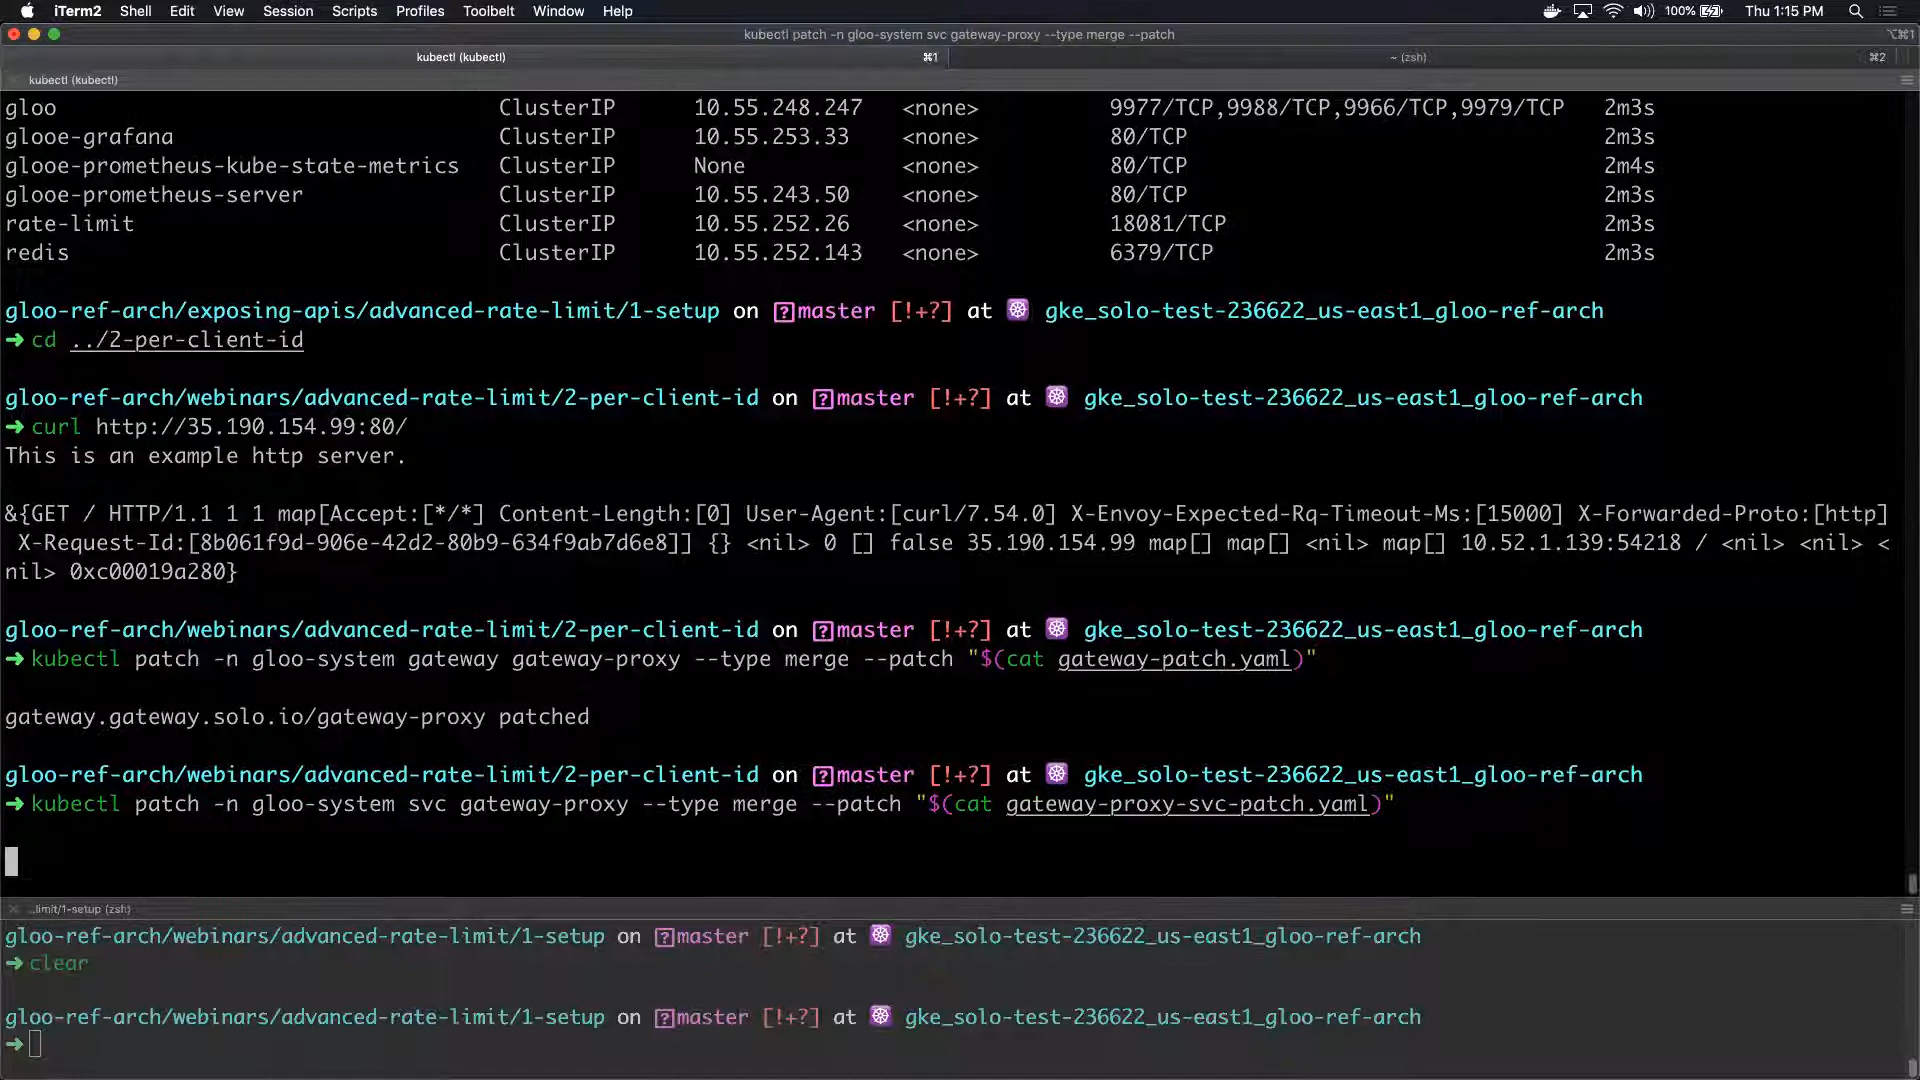 iTerm2 Shell Edit View Session Scripts Profiles Toolbelt Window Help 100% Thu 1:15 PM
kubectl patch -n gloo-system svc gateway-proxy --type merge --patch ⌥⌘1
kubectl (kubectl) ⌘1 ~ (zsh) ⌘2
kubectl (kubectl)
gloo ClusterIP 10.55.248.247 <none> 9977/TCP,9988/TCP,9966/TCP,9979/TCP 2m3s
glooe-grafana ClusterIP 10.55.253.33 <none> 80/TCP 2m3s
glooe-prometheus-kube-state-metrics ClusterIP None <none> 80/TCP 2m4s
glooe-prometheus-server ClusterIP 10.55.243.50 <none> 80/TCP 2m3s
rate-limit ClusterIP 10.55.252.26 <none> 18081/TCP 2m3s
redis ClusterIP 10.55.252.143 <none> 6379/TCP 2m3s
gloo-ref-arch/exposing-apis/advanced-rate-limit/1-setup on ?master [!+?] at gke_solo-test-236622_us-east1_gloo-ref-arch
➜ cd ../2-per-client-id
gloo-ref-arch/webinars/advanced-rate-limit/2-per-client-id on ?master [!+?] at gke_solo-test-236622_us-east1_gloo-ref-arch
➜ curl http://35.190.154.99:80/
This is an example http server.
&{GET / HTTP/1.1 1 1 map[Accept:[*/*] Content-Length:[0] User-Agent:[curl/7.54.0] X-Envoy-Expected-Rq-Timeout-Ms:[15000] X-Forwarded-Proto:[http]
X-Request-Id:[8b061f9d-906e-42d2-80b9-634f9ab7d6e8]] {} <nil> 0 [] false 35.190.154.99 map[] map[] <nil> map[] 10.52.1.139:54218 / <nil> <nil> <
nil> 0xc00019a280}
gloo-ref-arch/webinars/advanced-rate-limit/2-per-client-id on ?master [!+?] at gke_solo-test-236622_us-east1_gloo-ref-arch
➜ kubectl patch -n gloo-system gateway gateway-proxy --type merge --patch "$(cat gateway-patch.yaml)"
gateway.gateway.solo.io/gateway-proxy patched
gloo-ref-arch/webinars/advanced-rate-limit/2-per-client-id on ?master [!+?] at gke_solo-test-236622_us-east1_gloo-ref-arch
➜ kubectl patch -n gloo-system svc gateway-proxy --type merge --patch "$(cat gateway-proxy-svc-patch.yaml)"
..limit/1-setup (zsh)
gloo-ref-arch/webinars/advanced-rate-limit/1-setup on ?master [!+?] at gke_solo-test-236622_us-east1_gloo-ref-arch
➜ clear
gloo-ref-arch/webinars/advanced-rate-limit/1-setup on ?master [!+?] at gke_solo-test-236622_us-east1_gloo-ref-arch
➜